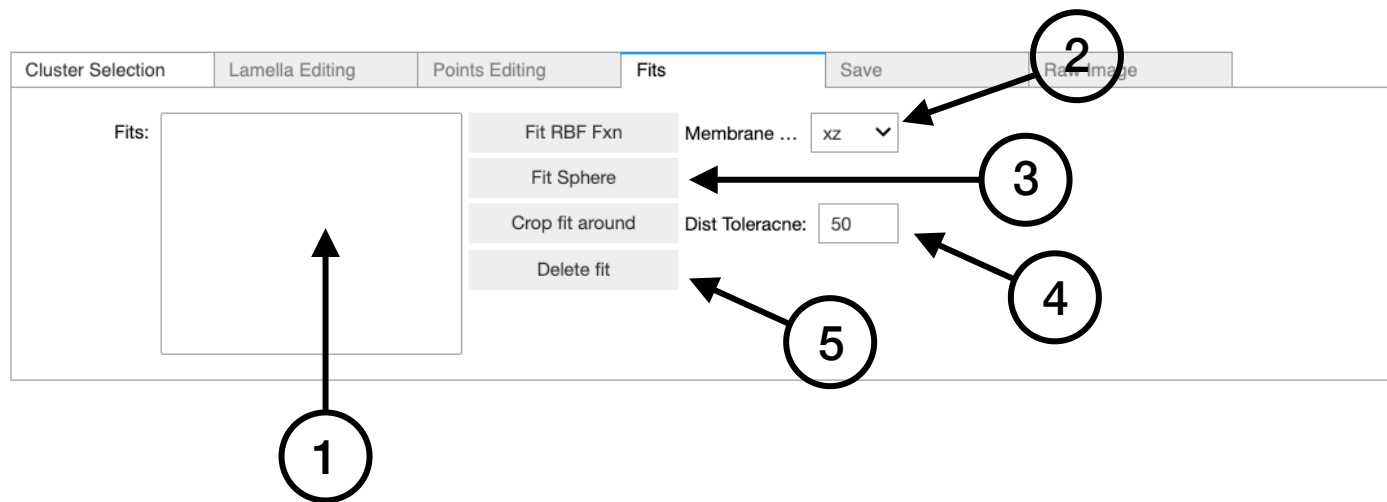 Cluster Selection
Lamella Editing
Points Editing
Fits
Save
Raw Image
2
Fits:
Fit RBF Fxn
Membrane ...
xz
Fit Sphere
3
Crop fit around
Dist Toleracne:
50
Delete fit
4
5
1